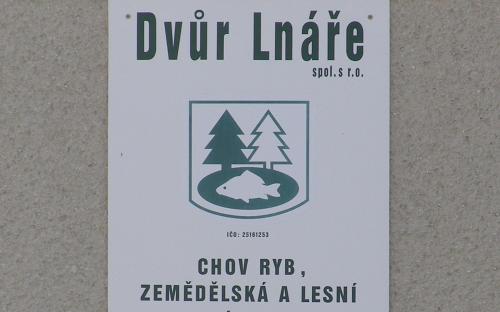 Dvůr Lnáře
spol. s r.o.
IČO: 25161253
CHOV RYB,
ZEMĚDĚLSKÁ A LESNÍ